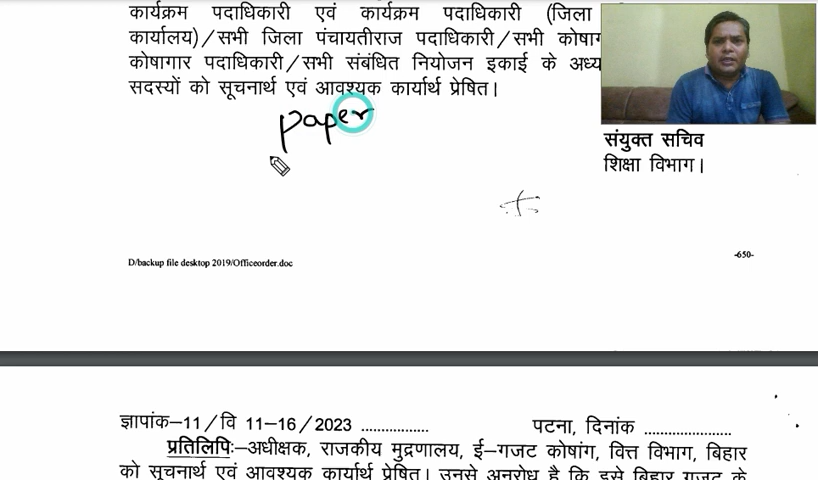 कार्यक्रम पदाधिकारी एवं कार्यक्रम पदाधिकारी (जिला
कार्यालय)/सभी जिला पंचायतीराज पदाधिकारी/सभी
कोषागार पदाधिकारी/सभी संबंधित नियोजन इकाई के
सदस्यों को सूचनार्थ एवं आवश्यक कार्यार्थ प्रेषित।
paper
संयुक्त सचिव
शिक्षा विभाग।
D/backup file desktop 2019/Officeorder.doc
-650-
ज्ञापांक–11/वि 11–16/2023 ................. पटना, दिनांक ......................
प्रतिलिपिः–अधीक्षक, राजकीय मुद्रणालय, ई–गजट कोषांग, वित्त विभाग, बिहार
को सूचनार्थ एवं आवश्यक कार्यार्थ प्रेषित। उनसे अनुरोध है कि इसे बिहार गजट के